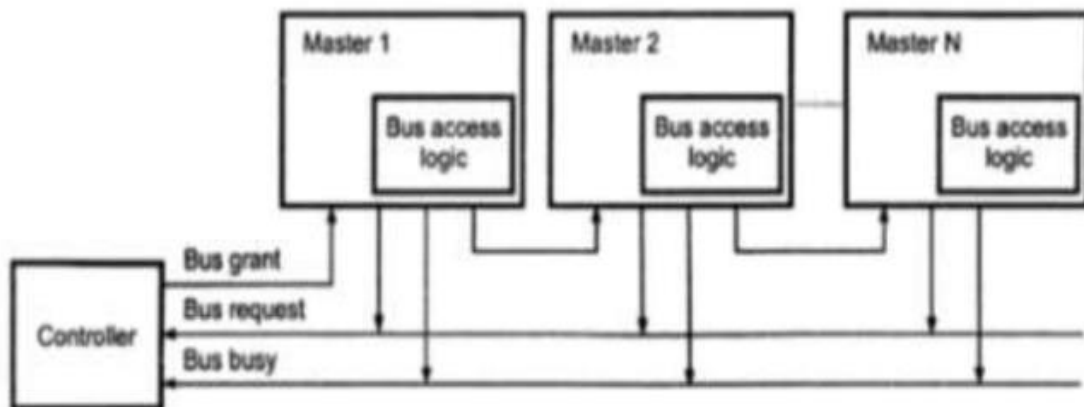 Master 1
Master 2
Master N
Bus access
logic
Bus access
logic
Bus access
logic
Bus grant
Bus request
Controller
Bus busy